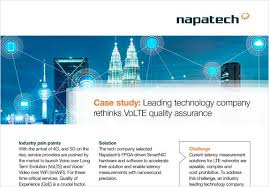 napatech
Case study: Leading technology company
rethinks VoLTE quality assurance
Industry pain points
With the arrival of 4G, and 5G on the
rise, service providers are pushed by
the market to launch Voice over Long
Term Evolution (VoLTE) and Voice/
Video over WiFi (VoWiFi). For these
time-critical services, Quality of
Experience (QoE) is a crucial factor.
Solution
The tech company selected
Napatech's FPGA-driven SmartNIC
hardware and software to accelerate
their solution and enable latency
measurements with nanosecond
precision.
Challenge
Current latency measurement
solutions for LTE networks are
sizeable, complex and cost-
prohibitive. To address
this challenge, an industry
leading technology company